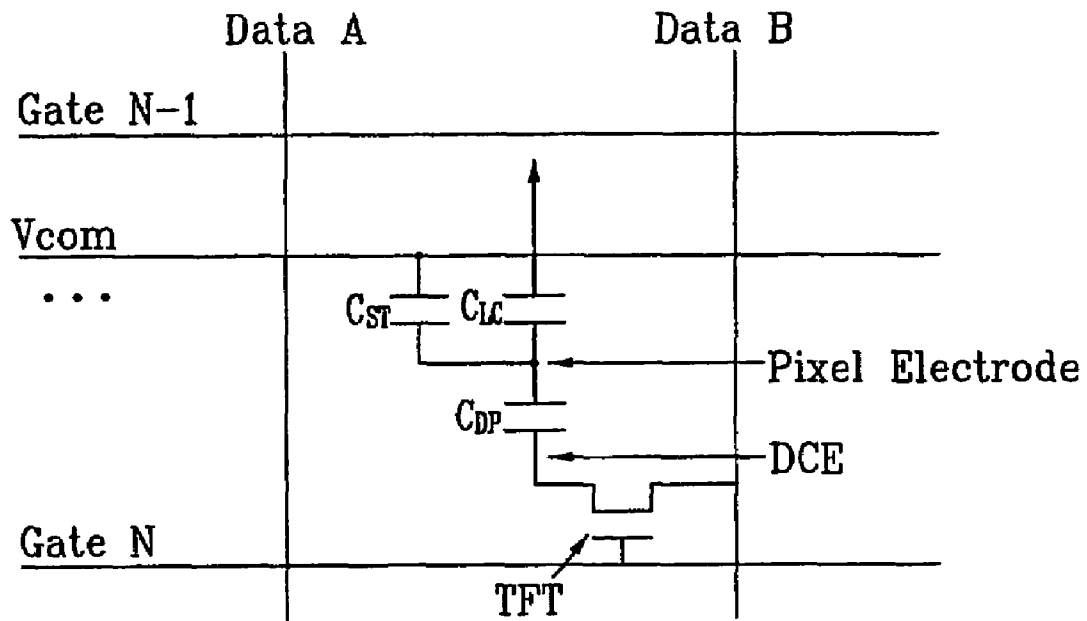 Data A
Data B
Gate N-1
Vcom
...
CST
CLC
Pixel Electrode
CDP
DCE
Gate N
TFT